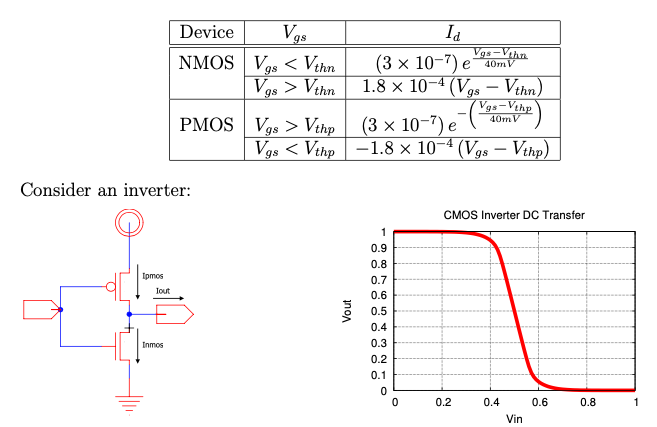 Device V_gs I_d
NMOS V_gs < V_thn (3 × 10^−7) e^((V_gs−V_thn)/40mV)
V_gs > V_thn 1.8 × 10^−4 (V_gs − V_thn)
PMOS V_gs > V_thp (3 × 10^−7) e^−((V_gs−V_thp)/40mV)
V_gs < V_thp −1.8 × 10^−4 (V_gs − V_thp)
Consider an inverter:
Ipmos
Iout
Inmos
CMOS Inverter DC Transfer
1
0.9
0.8
0.7
0.6
0.5
0.4
0.3
0.2
0.1
0
Vout
0 0.2 0.4 0.6 0.8 1
Vin